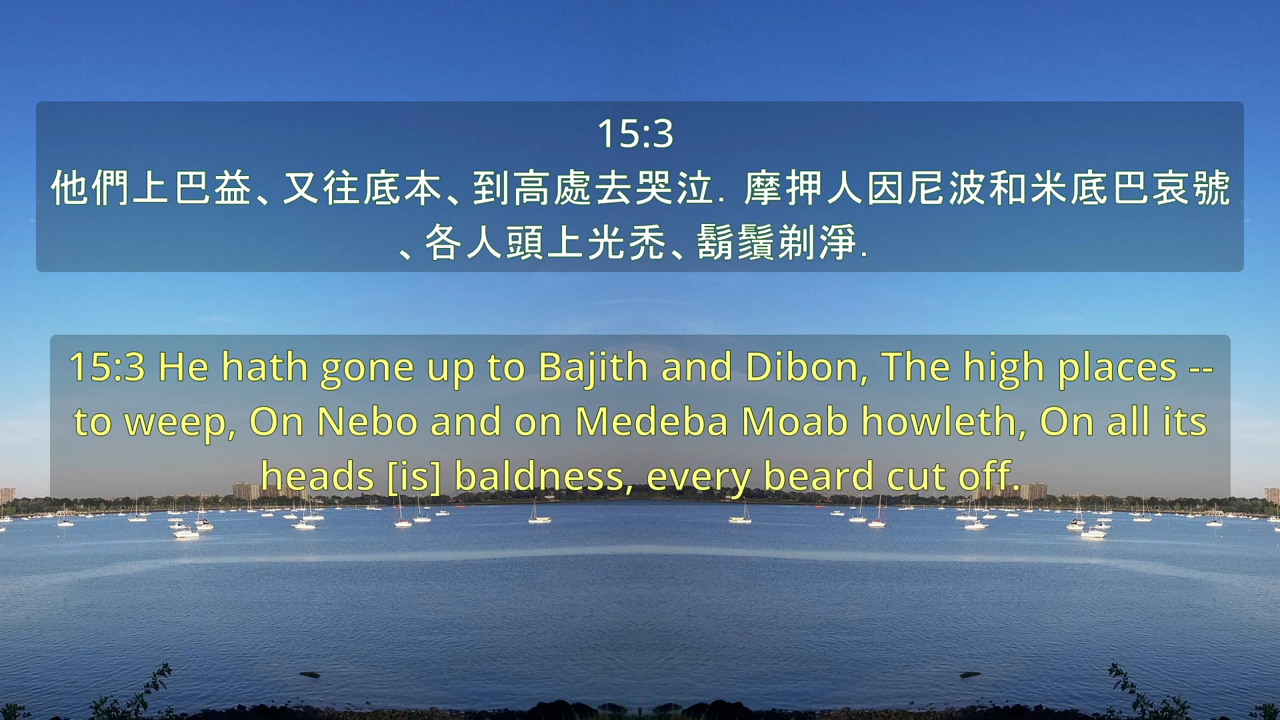 15:3
他們上巴益、又往底本、到高處去哭泣．摩押人因尼波和米底巴哀號
、各人頭上光禿、鬍鬚剃淨．
15:3 He hath gone up to Bajith and Dibon, The high places --
to weep, On Nebo and on Medeba Moab howleth, On all its
heads [is] baldness, every beard cut off.